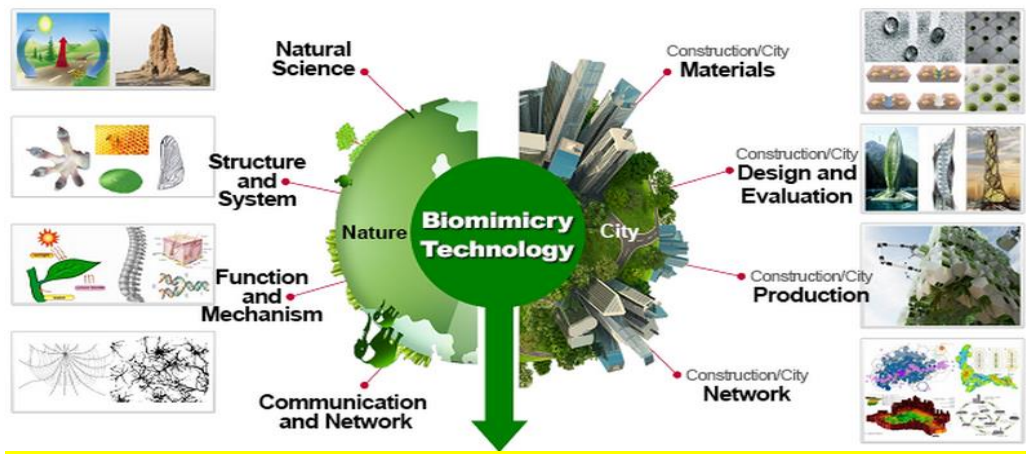 Natural
Science
Structure
and
System
Function
and
Mechanism
Communication
and Network
Nature
Biomimicry
Technology
City
Construction/City
Materials
Construction/City
Design and
Evaluation
Construction/City
Production
Construction/City
Network